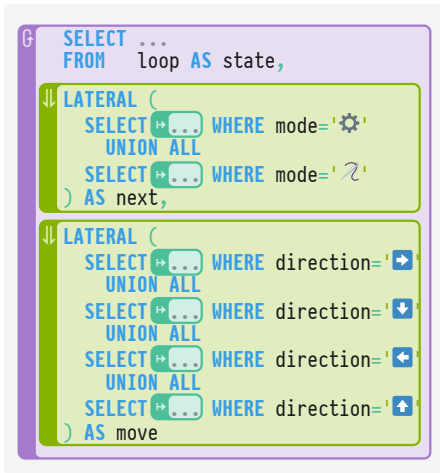 SELECT ...
FROM loop AS state,
LATERAL (
SELECT ↦... WHERE mode='⚙'
UNION ALL
SELECT ↦... WHERE mode=' '
) AS next,
LATERAL (
SELECT ↦... WHERE direction='➡'
UNION ALL
SELECT ↦... WHERE direction='⬇'
UNION ALL
SELECT ↦... WHERE direction='⬅'
UNION ALL
SELECT ↦... WHERE direction='⬆'
) AS move